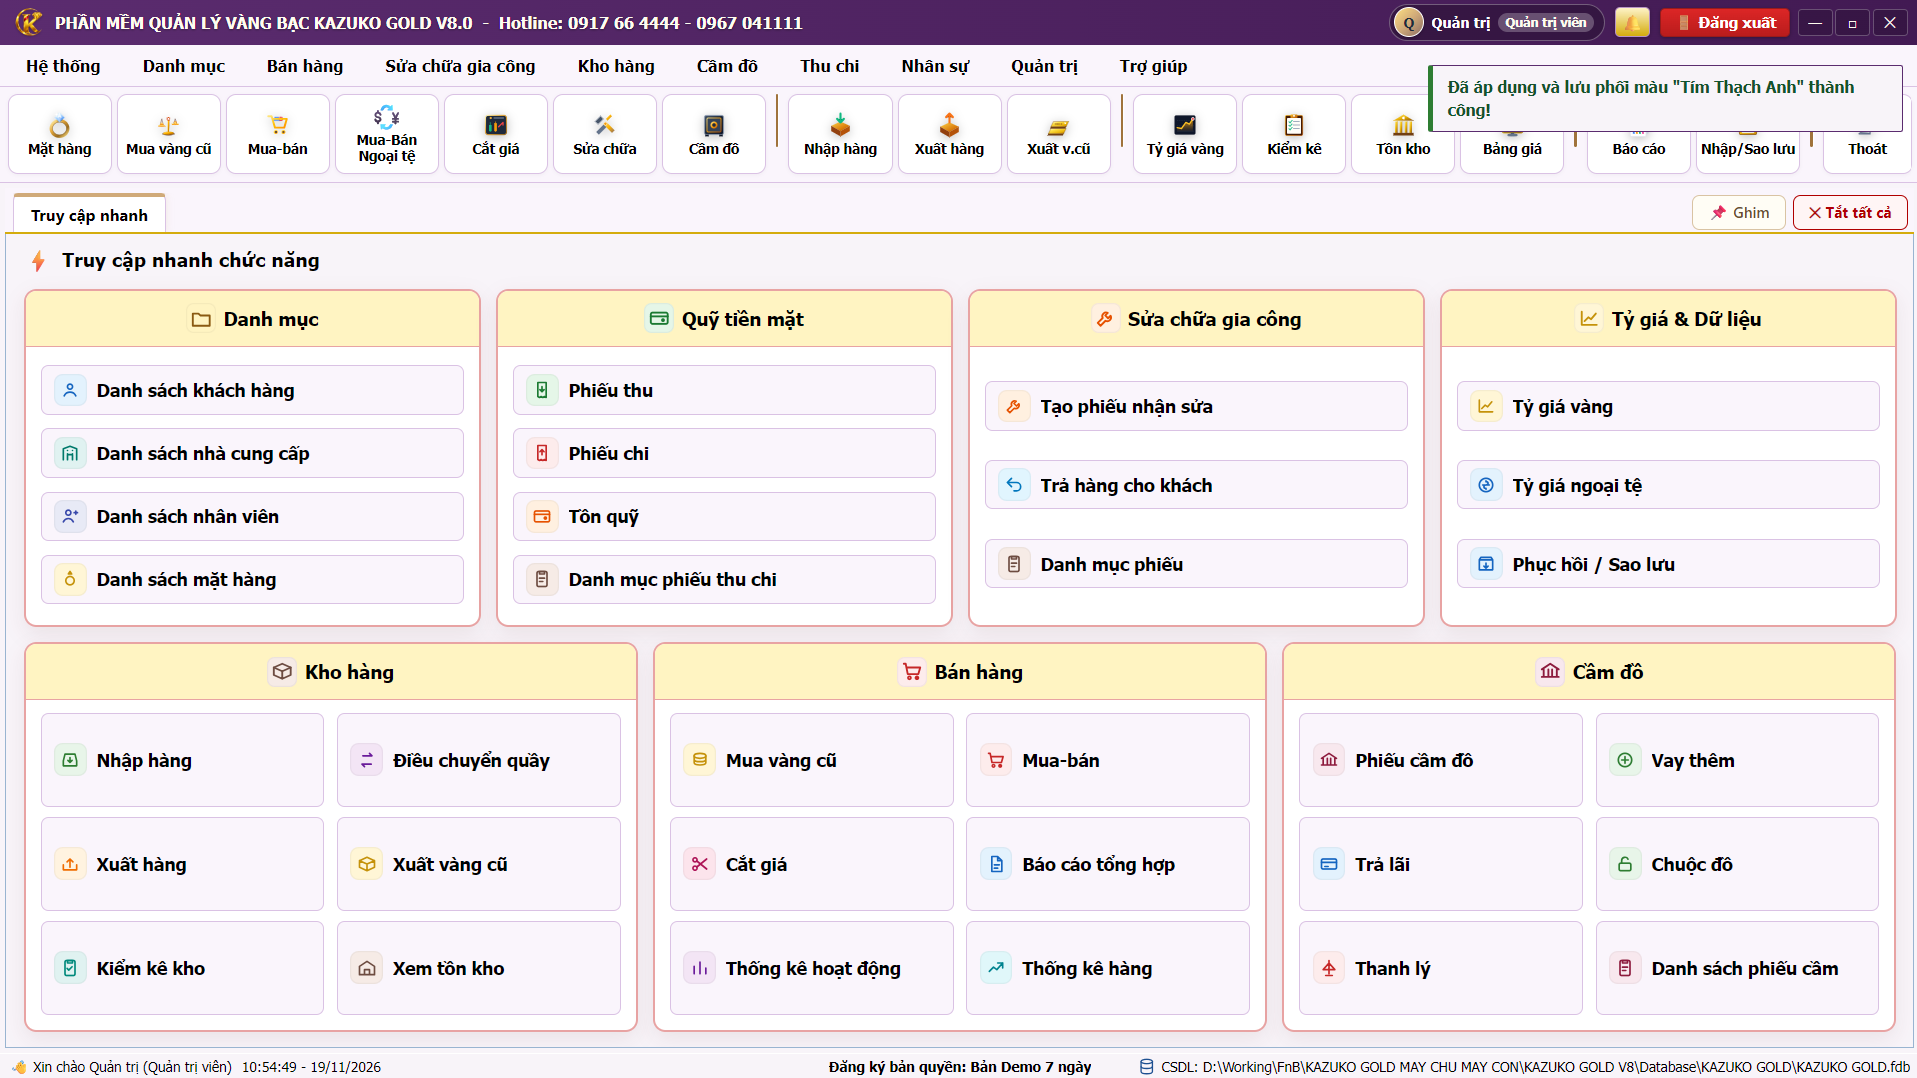 PHẦN MỀM QUẢN LÝ VÀNG BẠC KAZUKO GOLD V8.0 - Hotline: 0917 66 4444 - 0967 041111
Q Quản trị Quản trị viên
Đăng xuất
Hệ thống Danh mục Bán hàng Sửa chữa gia công Kho hàng Cầm đồ Thu chi Nhân sự Quản trị Trợ giúp
Đã áp dụng và lưu phối màu "Tím Thạch Anh" thành
công!
Mặt hàng
Mua vàng cũ
Mua-bán
Mua-Bán
Ngoại tệ
Cắt giá
Sửa chữa
Cầm đồ
Nhập hàng
Xuất hàng
Xuất v.cũ
Tỷ giá vàng
Kiểm kê
Tồn kho
Bảng giá
Báo cáo
Nhập/Sao lưu
Thoát
Truy cập nhanh
Ghim
Tắt tất cả
Truy cập nhanh chức năng
Danh mục
Danh sách khách hàng
Danh sách nhà cung cấp
Danh sách nhân viên
Danh sách mặt hàng
Quỹ tiền mặt
Phiếu thu
Phiếu chi
Tồn quỹ
Danh mục phiếu thu chi
Sửa chữa gia công
Tạo phiếu nhận sửa
Trả hàng cho khách
Danh mục phiếu
Tỷ giá & Dữ liệu
Tỷ giá vàng
Tỷ giá ngoại tệ
Phục hồi / Sao lưu
Kho hàng
Nhập hàng
Điều chuyển quầy
Xuất hàng
Xuất vàng cũ
Kiểm kê kho
Xem tồn kho
Bán hàng
Mua vàng cũ
Mua-bán
Cắt giá
Báo cáo tổng hợp
Thống kê hoạt động
Thống kê hàng
Cầm đồ
Phiếu cầm đồ
Vay thêm
Trả lãi
Chuộc đồ
Thanh lý
Danh sách phiếu cầm
Xin chào Quản trị (Quản trị viên) 10:54:49 - 19/11/2026
Đăng ký bản quyền: Bản Demo 7 ngày
CSDL: D:\Working\FnB\KAZUKO GOLD MAY CHU MAY CON\KAZUKO GOLD V8\Database\KAZUKO GOLD\KAZUKO GOLD.fdb